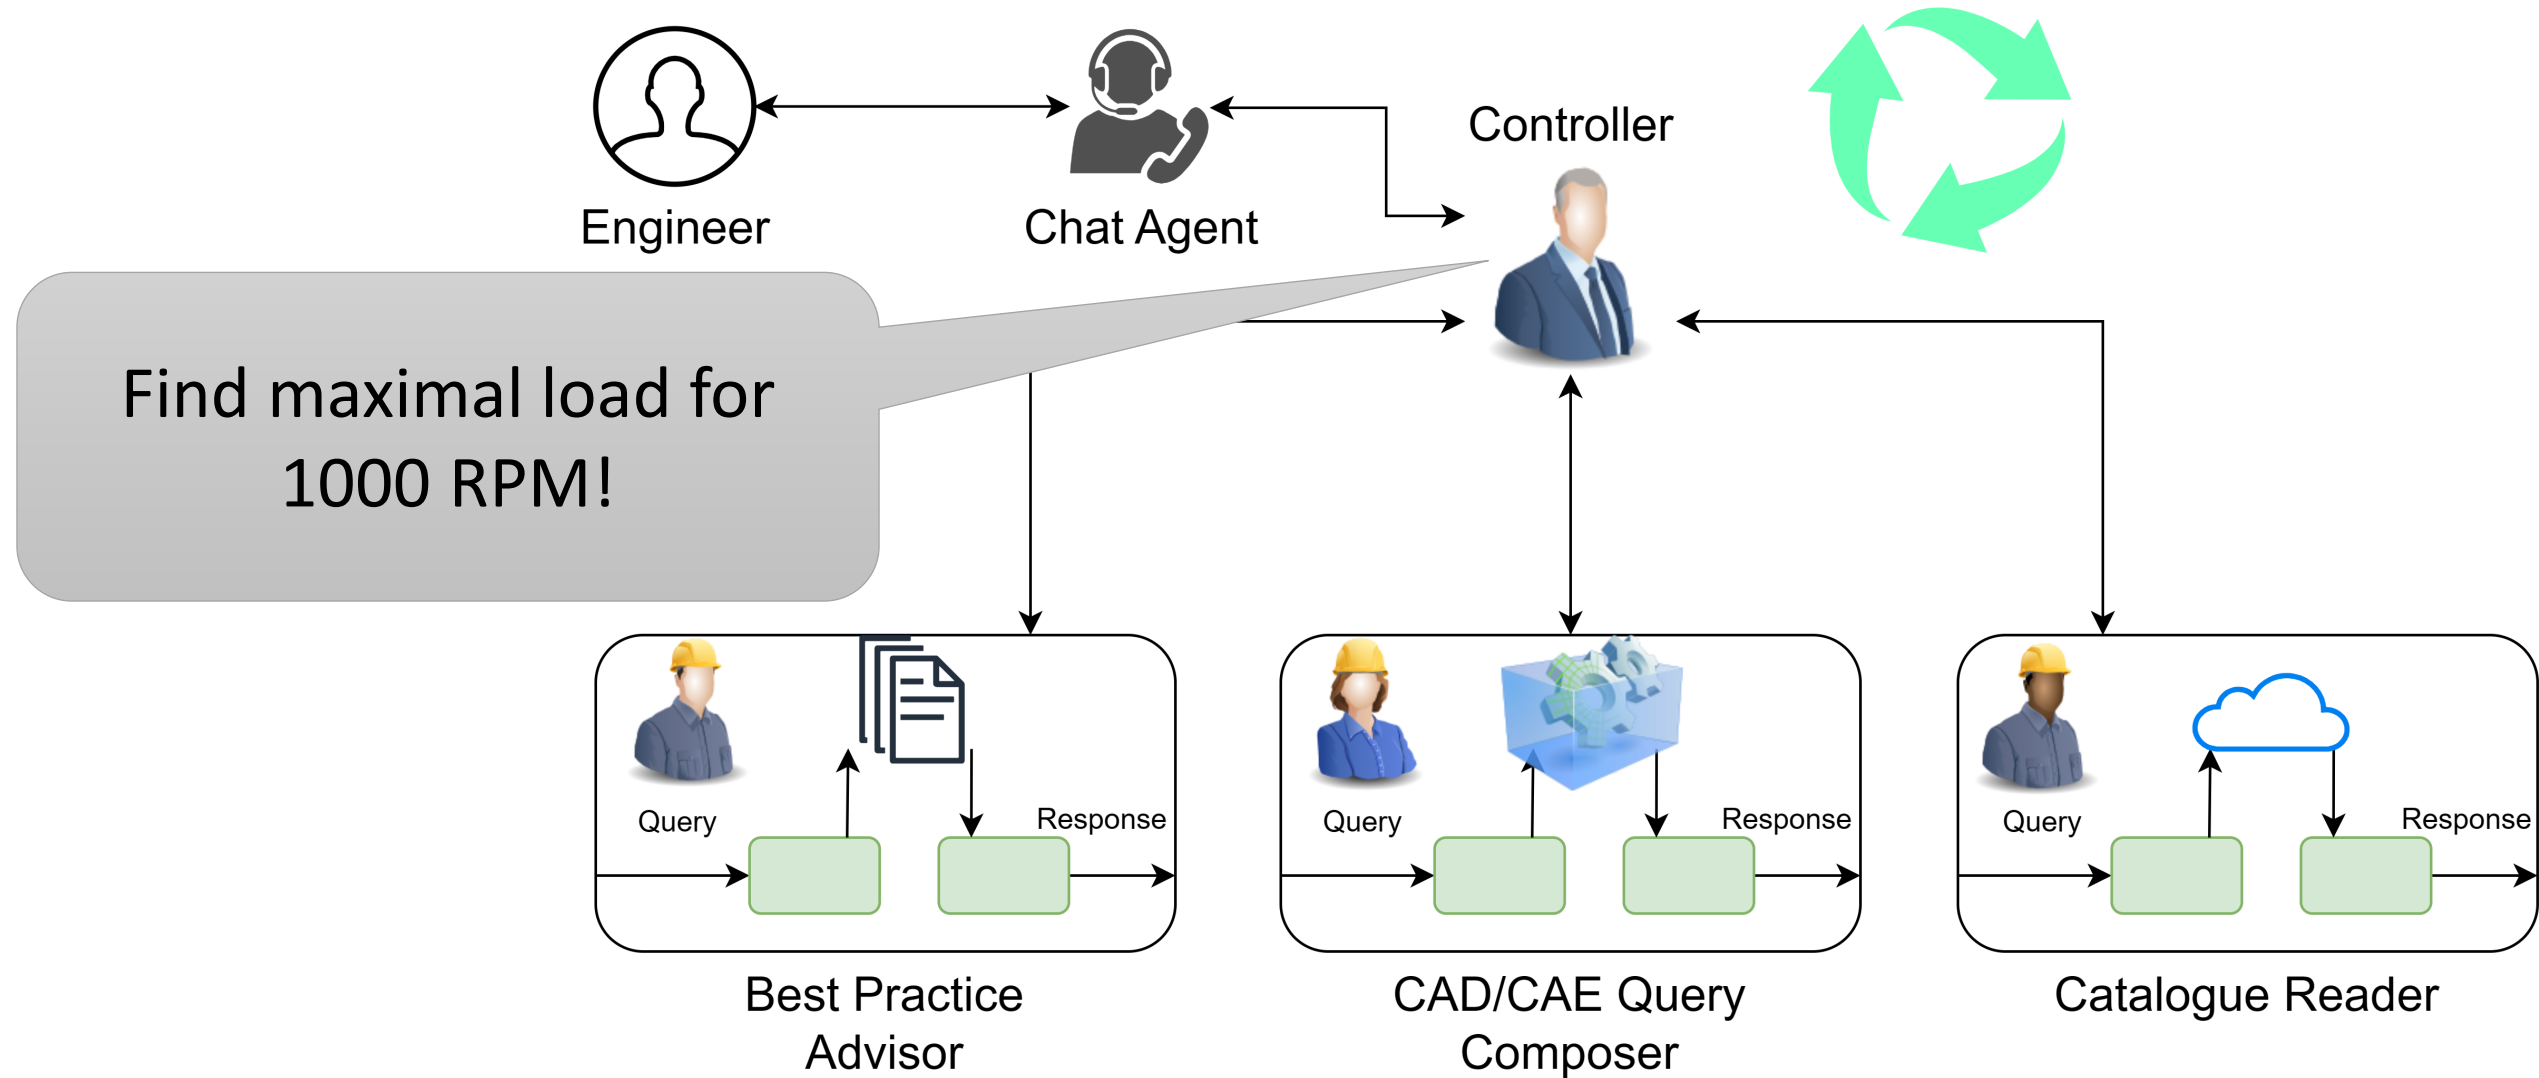 Controller
Engineer
Chat Agent
Find maximal load for
1000 RPM!
Query
Response
Query
Response
Query
Response
Best Practice
Advisor
CAD/CAE Query
Composer
Catalogue Reader